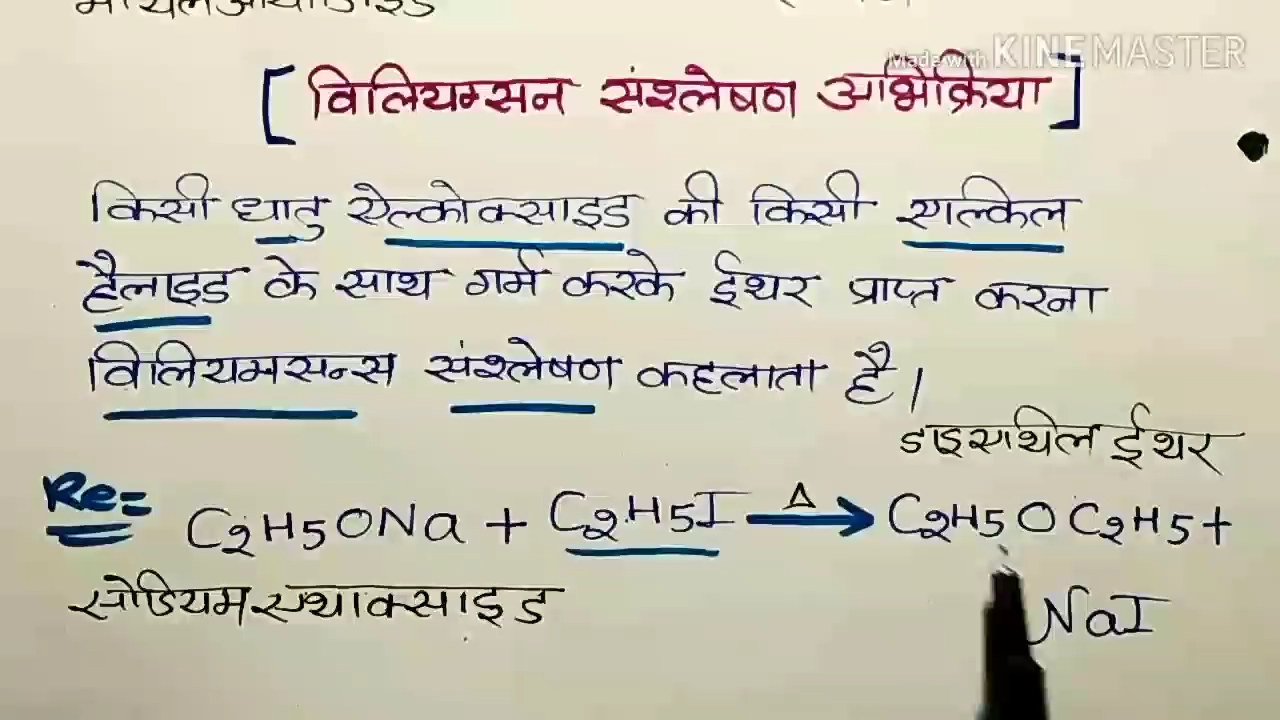 Made with KINEMASTER
[विलियम्सन संश्लेषण अभिक्रिया]
किसी धातु ऐल्कोक्साइड की किसी एल्किल
हैलाइड के साथ गर्म करके ईथर प्राप्त करना
विलियमसन्स संश्लेषण कहलाता है।
डाइएथिल ईथर
Re= C2H5ONa + C2H5I —Δ→ C2H5OC2H5+
सोडियम एथाक्साइड
NaI